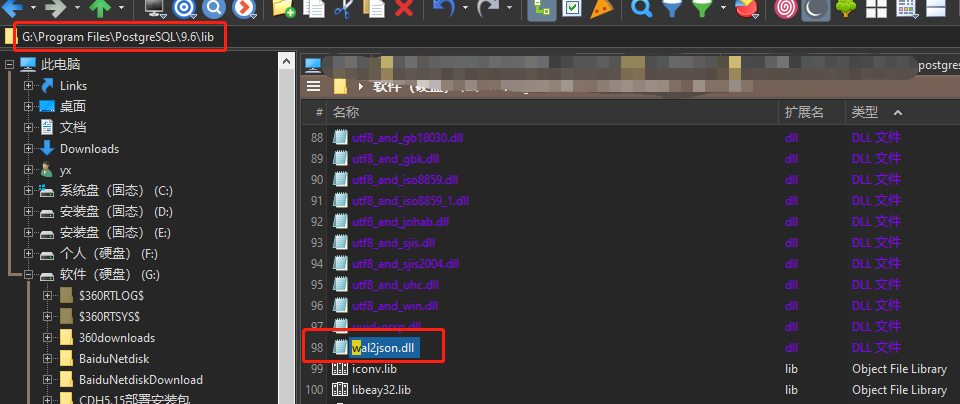 G:\Program Files\PostgreSQL\9.6\lib
此电脑
Links
桌面
文档
Downloads
yx
系统盘（固态） (C:)
安装盘（固态） (D:)
安装盘（固态） (E:)
个人（硬盘） (F:)
软件（硬盘） (G:)
$360RTLOG$
$360RTSYS$
360downloads
BaiduNetdisk
BaiduNetdiskDownload
CDH5.15部署安装包
postgres
软件（硬盘）
# 名称 扩展名 类型
88 utf8_and_gb18030.dll dll DLL 文件
89 utf8_and_gbk.dll dll DLL 文件
90 utf8_and_iso8859.dll dll DLL 文件
91 utf8_and_iso8859_1.dll dll DLL 文件
92 utf8_and_johab.dll dll DLL 文件
93 utf8_and_sjis.dll dll DLL 文件
94 utf8_and_sjis2004.dll dll DLL 文件
95 utf8_and_uhc.dll dll DLL 文件
96 utf8_and_win.dll dll DLL 文件
97 uuid-ossp.dll dll DLL 文件
98 wal2json.dll dll DLL 文件
99 iconv.lib lib Object File Library
100 libeay32.lib lib Object File Library